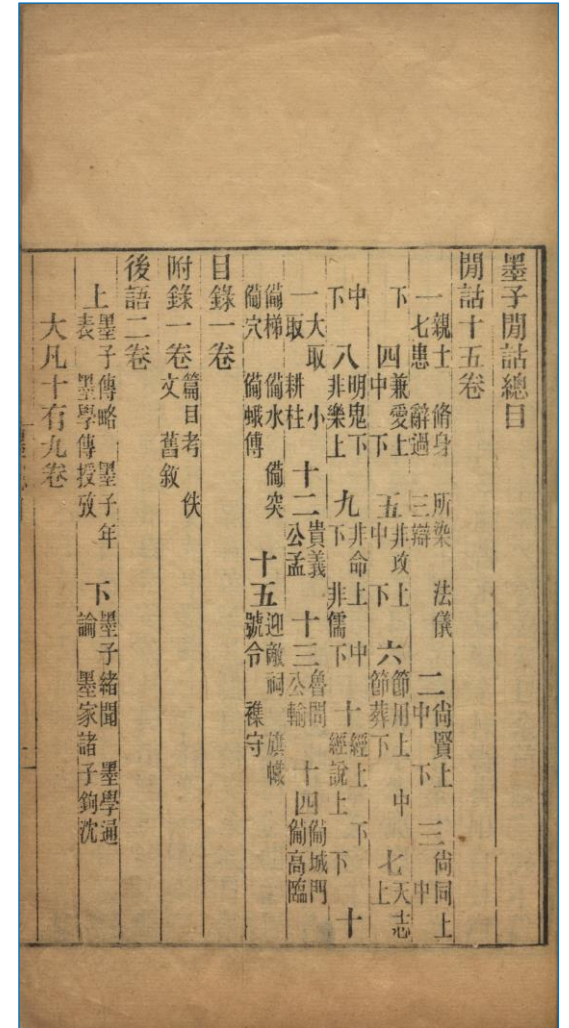 墨子閒詁總目
閒詁十五卷
一親士 脩身 所染 法儀 七患 辭過 三辯 二尙賢上 中 下 三尙同上 中
下 四兼愛上 中 下 五非攻上 中 下 六節用上 中 節葬下 七天志 上
中 下 八明鬼下 非樂上 九非命上 中 下 非儒下 十經上 下 經說上 下 十
一大取 小取 耕柱 十二貴義 公孟 十三魯問 公輸 十四僃城門 僃高臨
僃梯 僃水 僃突 僃穴 僃蛾傅 十五迎敵祠 旗幟 號令 襍守
目錄一卷
附錄一卷篇目考 佚文 舊敘
後語二卷
上墨子傳略 墨子年表 墨學傳授攷 下墨子緒聞 墨學通論 墨家諸子鉤沈
大凡十有九卷